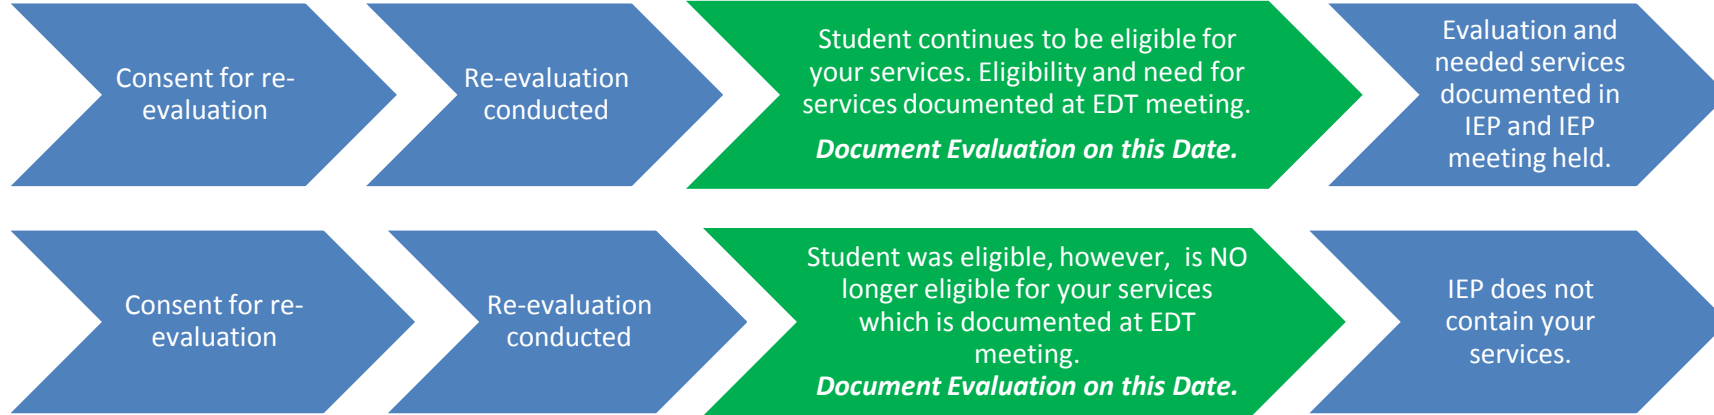 Consent for re-
evaluation
Re-evaluation
conducted
Student continues to be eligible for
your services. Eligibility and need for
services documented at EDT meeting.
Document Evaluation on this Date.
Evaluation and
needed services
documented in
IEP and IEP
meeting held.
Consent for re-
evaluation
Re-evaluation
conducted
Student was eligible, however,  is NO
longer eligible for your services
which is documented at EDT
meeting.
Document Evaluation on this Date.
IEP does not
contain your
services.